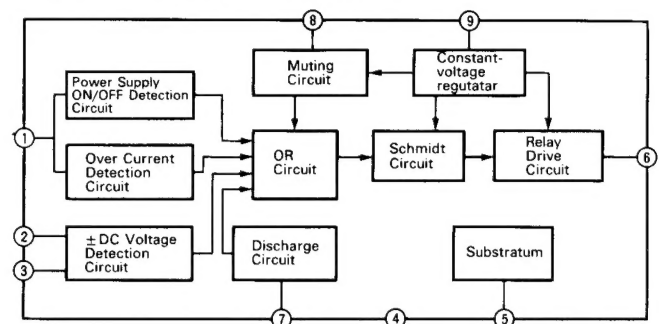 8
9
Power Supply
ON/OFF Detection
Circuit
Muting
Circuit
Constant-
voltage
regutatar
1
Over Current
Detection
Circuit
OR
Circuit
Schmidt
Circuit
Relay
Drive
Circuit
6
2
3
± DC Voltage
Detection
Circuit
Discharge
Circuit
Substratum
7
4
5